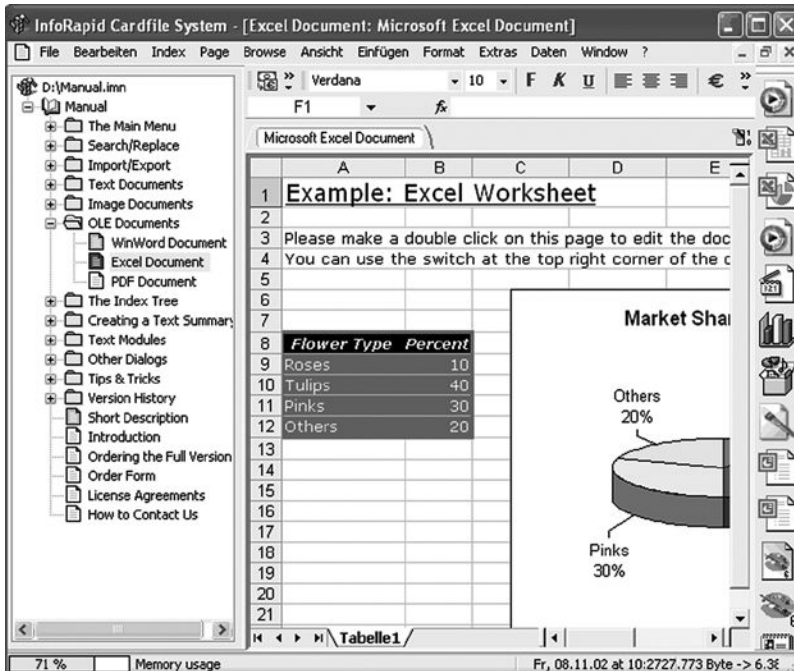 InfoRapid Cardfile System - [Excel Document: Microsoft Excel Document]
File Bearbeiten Index Page Browse Ansicht Einfügen Format Extras Daten Window ?
D:\Manual.imn
Manual
The Main Menu
Search/Replace
Import/Export
Text Documents
Image Documents
OLE Documents
WinWord Document
Excel Document
PDF Document
The Index Tree
Creating a Text Summary
Text Modules
Other Dialogs
Tips & Tricks
Version History
Short Description
Introduction
Ordering the Full Version
Order Form
License Agreements
How to Contact Us
Verdana 10 F K U €
F1 fx
Microsoft Excel Document
A B C D E
1 Example: Excel Worksheet
2
3 Please make a double click on this page to edit the doc
4 You can use the switch at the top right corner of the
5
6
7 Market Shar
8 Flower Type Percent
9 Roses 10
10 Tulips 40
11 Pinks 30
12 Others 20
13
14
15
16
17
18
19
20
21
Others
20%
Pinks
30%
Tabelle1
71 % Memory usage Fr, 08.11.02 at 10:2727.773 Byte -> 6.38